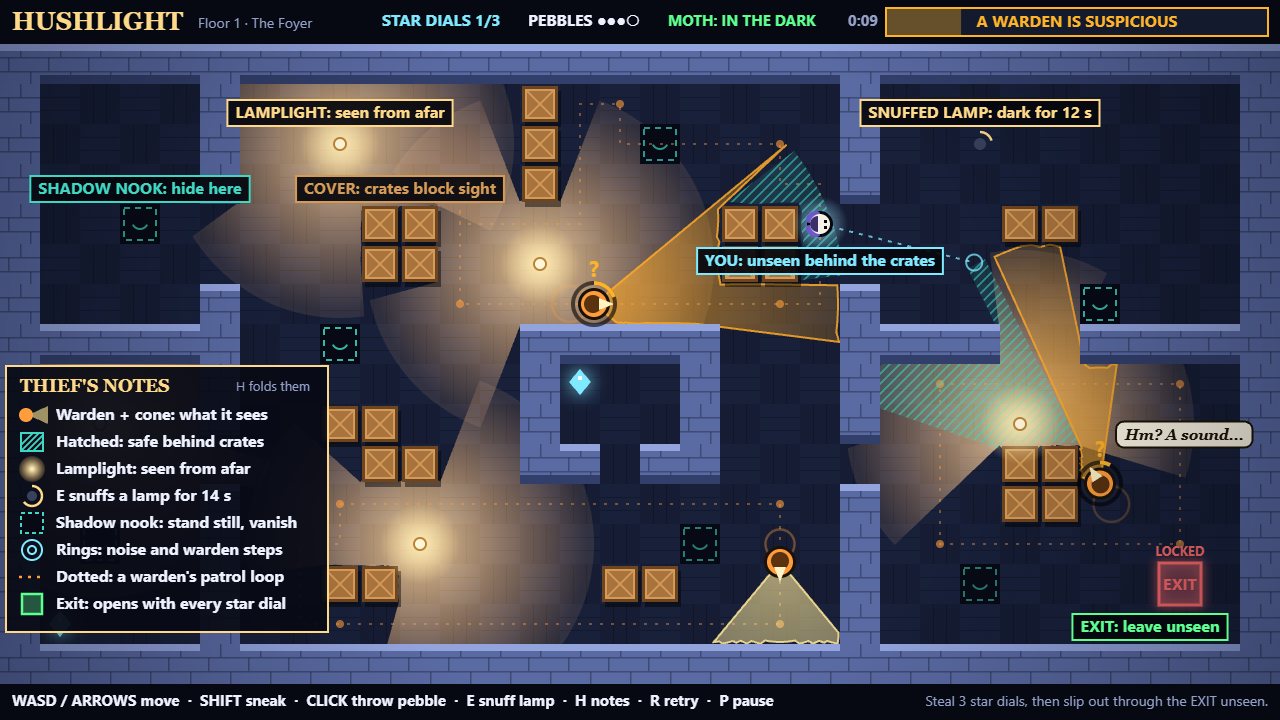 HUSHLIGHT
Floor 1 · The Foyer
STAR DIALS 1/3
PEBBLES ●●●○
MOTH: IN THE DARK
0:09
A WARDEN IS SUSPICIOUS
LAMPLIGHT: seen from afar
SNUFFED LAMP: dark for 12 s
SHADOW NOOK: hide here
COVER: crates block sight
YOU: unseen behind the crates
?
THIEF'S NOTES
H folds them
Warden + cone: what it sees
Hatched: safe behind crates
Lamplight: seen from afar
E snuffs a lamp for 14 s
Shadow nook: stand still, vanish
Rings: noise and warden steps
Dotted: a warden's patrol loop
Exit: opens with every star dial
Hm? A sound...
?
LOCKED
EXIT
EXIT: leave unseen
WASD / ARROWS move · SHIFT sneak · CLICK throw pebble · E snuff lamp · H notes · R retry · P pause
Steal 3 star dials, then slip out through the EXIT unseen.